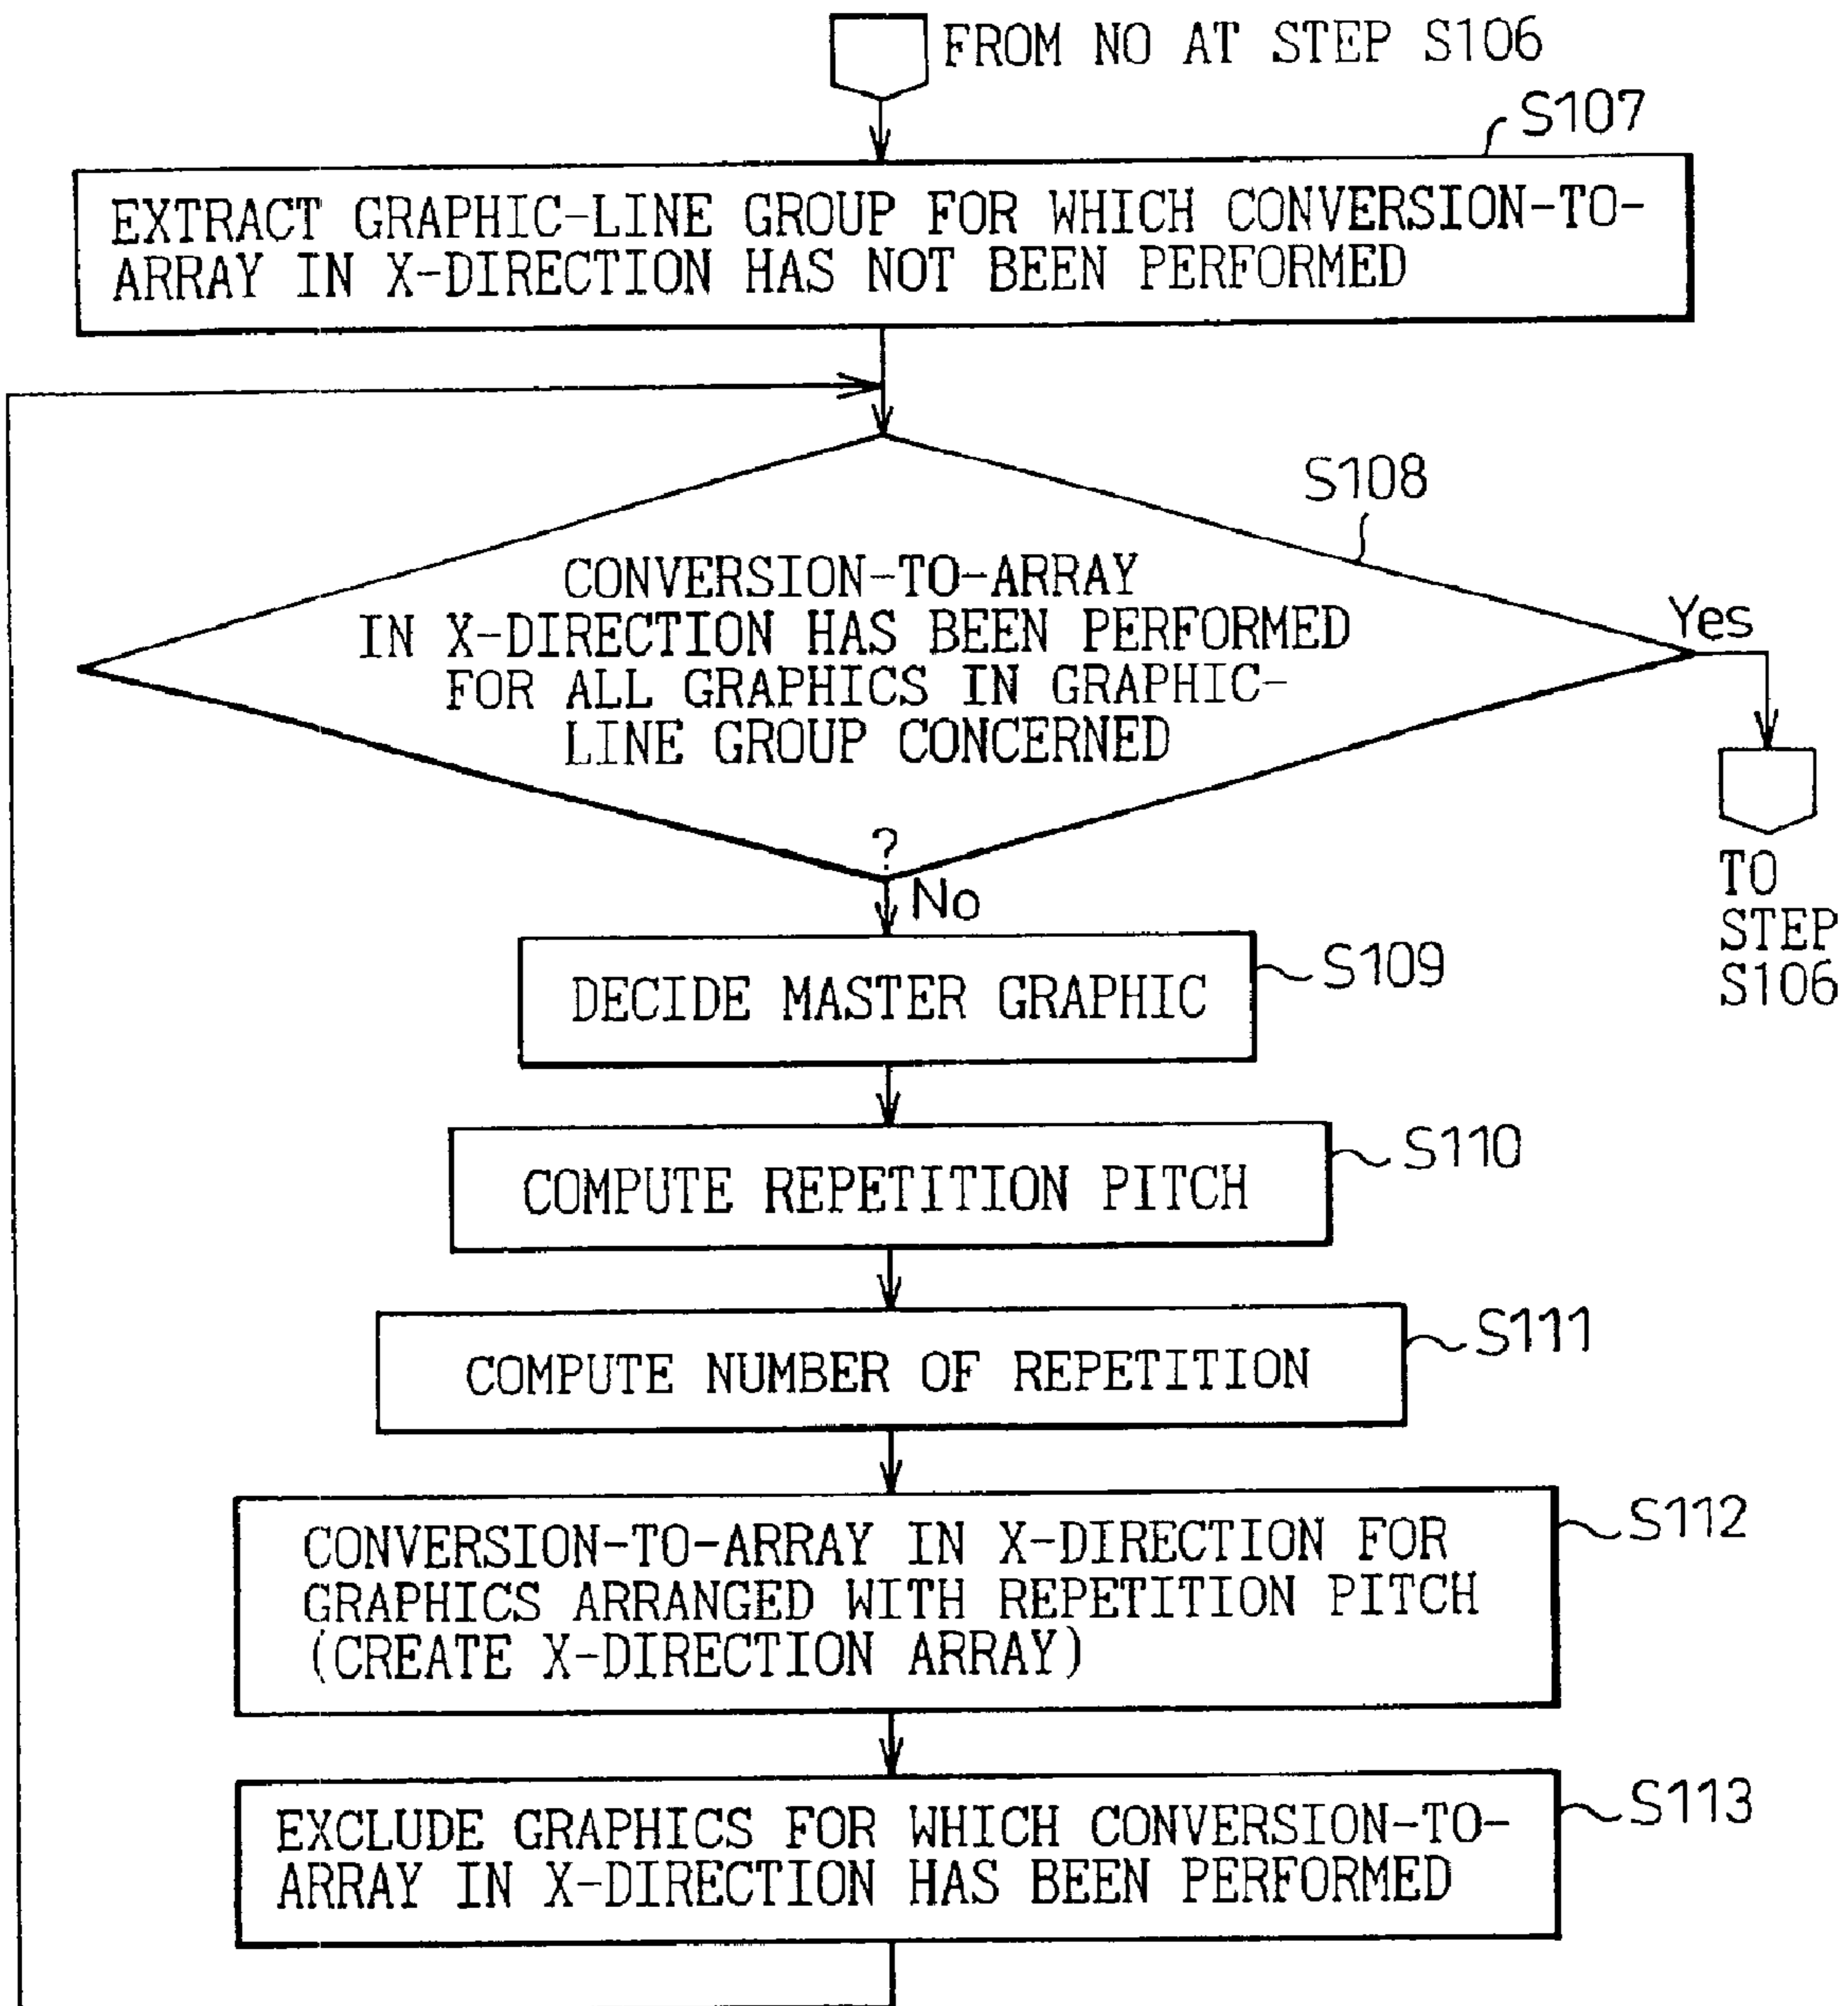 FROM NO AT STEP S106
S107
EXTRACT GRAPHIC-LINE GROUP FOR WHICH CONVERSION-TO-
ARRAY IN X-DIRECTION HAS NOT BEEN PERFORMED
S108
CONVERSION-TO-ARRAY
IN X-DIRECTION HAS BEEN PERFORMED
FOR ALL GRAPHICS IN GRAPHIC-
LINE GROUP CONCERNED
?
Yes
TO
STEP
S106
No
S109
DECIDE MASTER GRAPHIC
S110
COMPUTE REPETITION PITCH
S111
COMPUTE NUMBER OF REPETITION
S112
CONVERSION-TO-ARRAY IN X-DIRECTION FOR
GRAPHICS ARRANGED WITH REPETITION PITCH
(CREATE X-DIRECTION ARRAY)
S113
EXCLUDE GRAPHICS FOR WHICH CONVERSION-TO-
ARRAY IN X-DIRECTION HAS BEEN PERFORMED